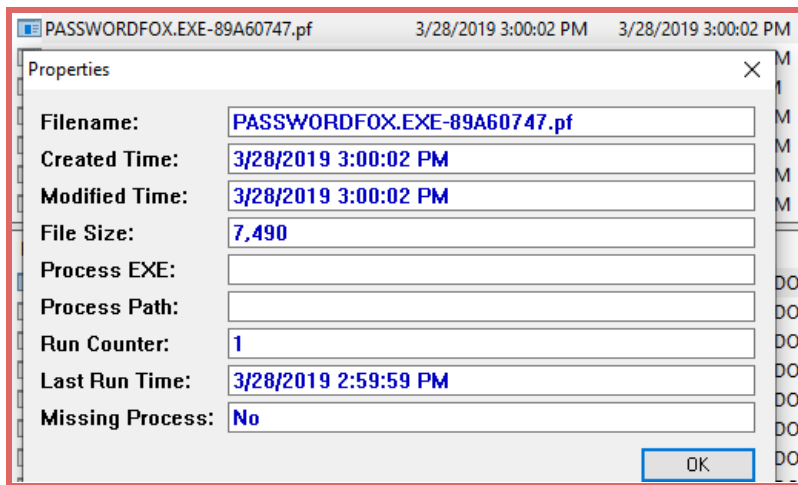 PASSWORDFOX.EXE-89A60747.pf 3/28/2019 3:00:02 PM 3/28/2019 3:00:02 PM
Properties
Filename: PASSWORDFOX.EXE-89A60747.pf
Created Time: 3/28/2019 3:00:02 PM
Modified Time: 3/28/2019 3:00:02 PM
File Size: 7,490
Process EXE:
Process Path:
Run Counter: 1
Last Run Time: 3/28/2019 2:59:59 PM
Missing Process: No
OK